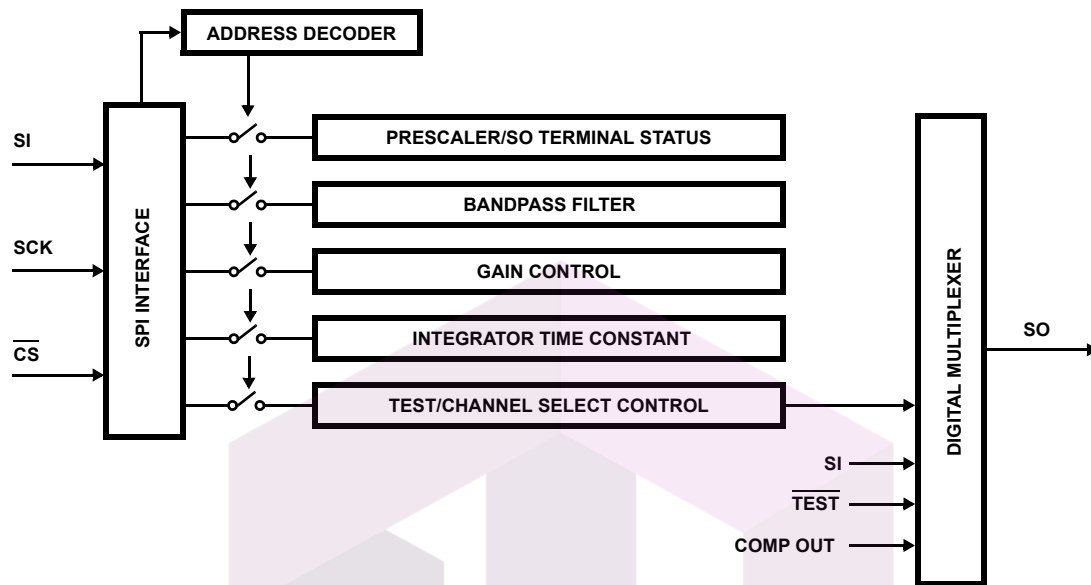 ADDRESS DECODER
SI
SCK
CS
SPI INTERFACE
PRESCALER/SO TERMINAL STATUS
BANDPASS FILTER
GAIN CONTROL
INTEGRATOR TIME CONSTANT
TEST/CHANNEL SELECT CONTROL
SI
TEST
COMP OUT
DIGITAL MULTIPLEXER
SO